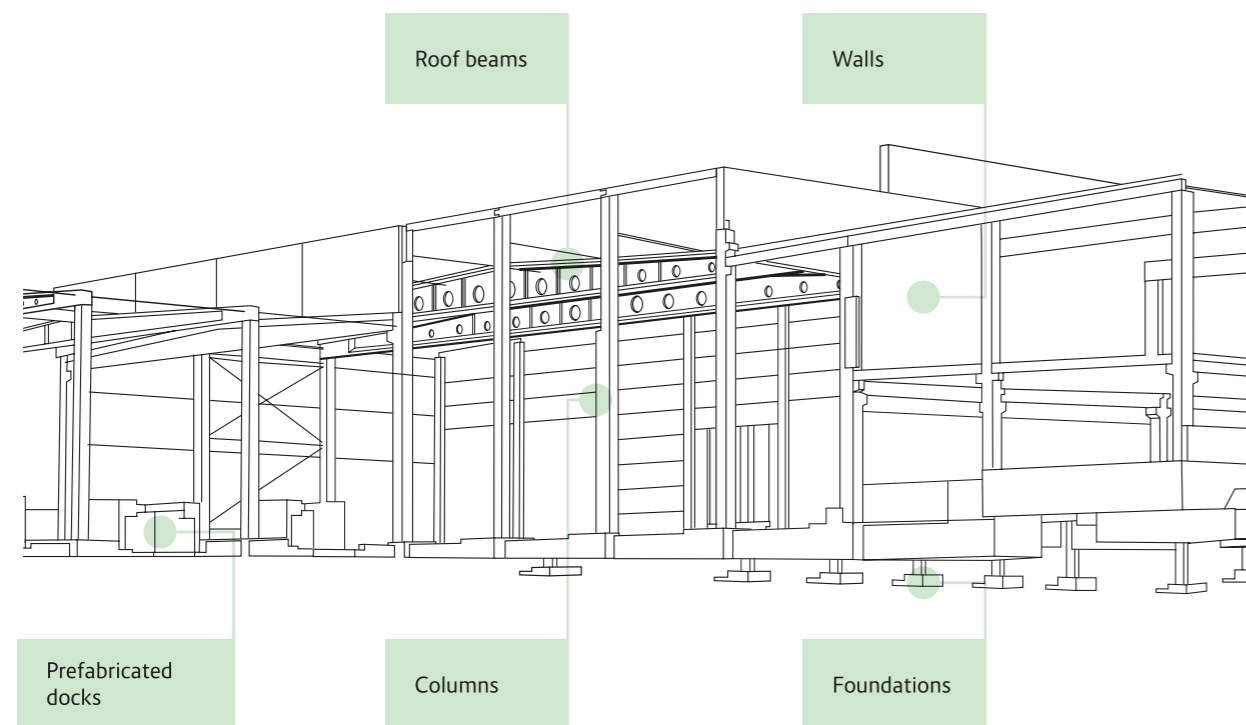 Roof beams
Walls
Prefabricated
docks
Columns
Foundations